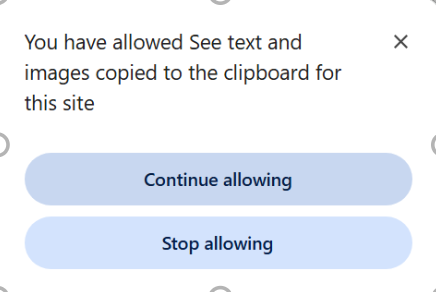 You have allowed See text and
images copied to the clipboard for
this site
Continue allowing
Stop allowing